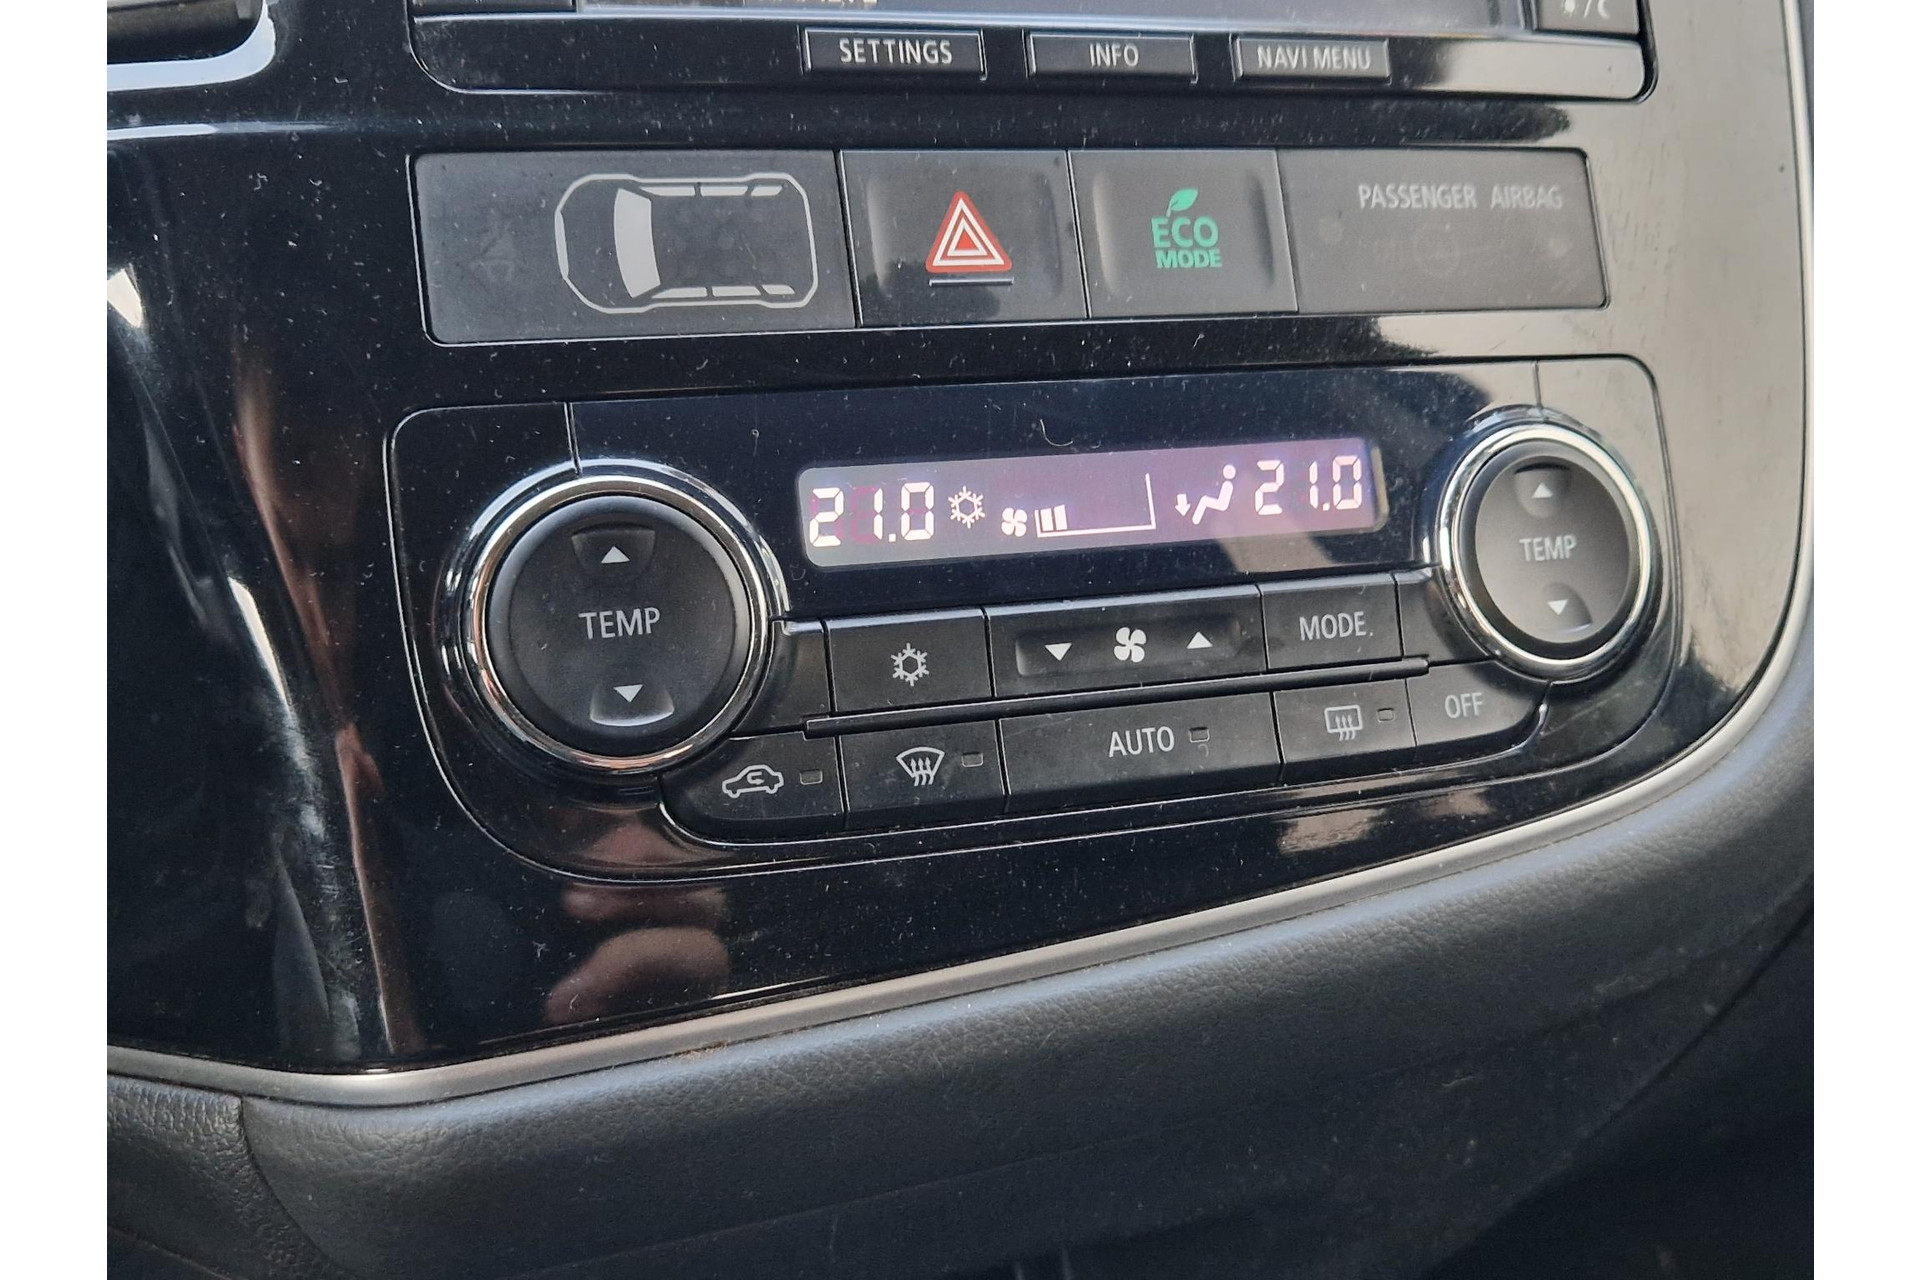 SETTINGS
INFO
NAVI MENU
ECO
MODE
PASSENGER AIRBAG
21.0
21.0
TEMP
TEMP
MODE
AUTO
OFF